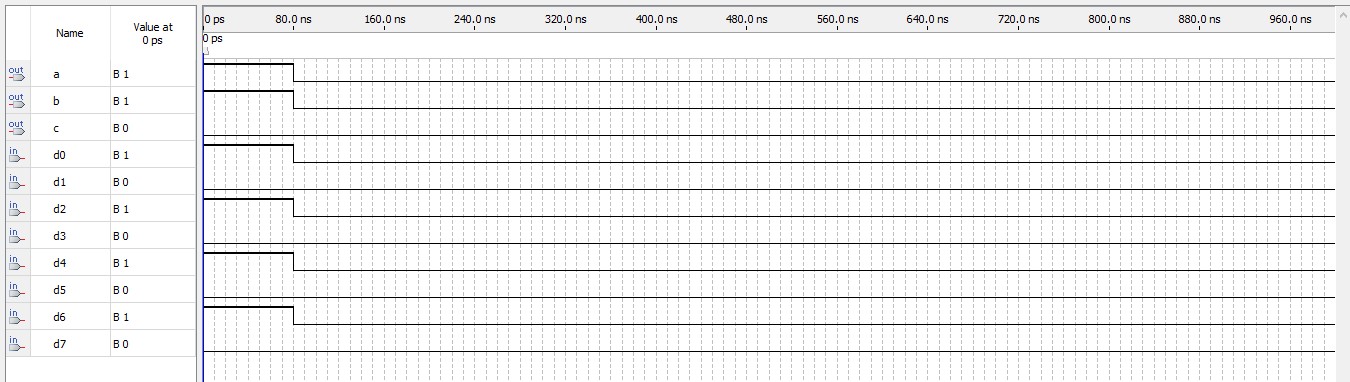 Name Value at 0 ps
0 ps 80.0 ns 160.0 ns 240.0 ns 320.0 ns 400.0 ns 480.0 ns 560.0 ns 640.0 ns 720.0 ns 800.0 ns 880.0 ns 960.0 ns
0 ps
out a B 1
out b B 1
out c B 0
in d0 B 1
in d1 B 0
in d2 B 1
in d3 B 0
in d4 B 1
in d5 B 0
in d6 B 1
in d7 B 0